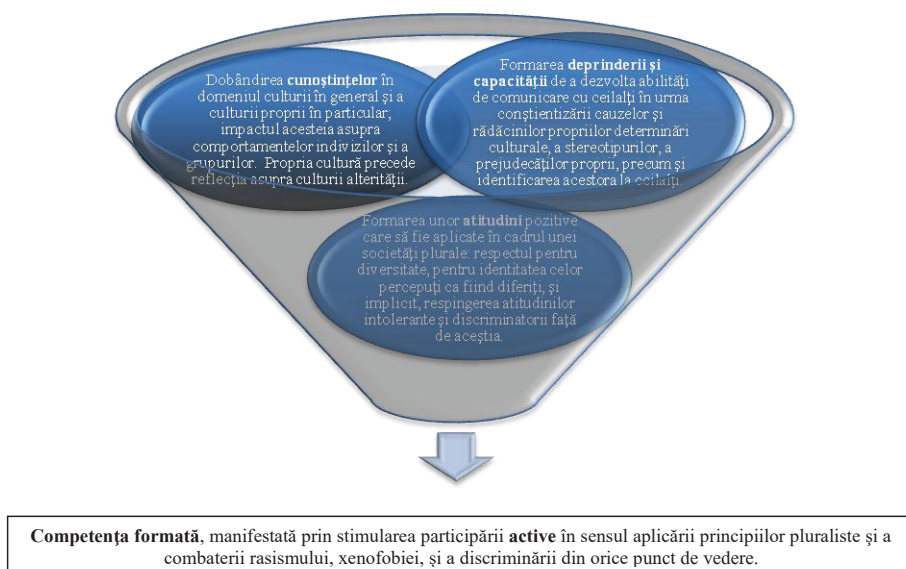 Dobândirea cunoştinţelor în
domeniul culturii în general şi a
culturii proprii în particular;
impactul acesteia asupra
comportamentelor indivizilor şi a
grupurilor. Propria cultură precede
reflecţia asupra culturii alterităţii.
Formarea deprinderii şi
capacităţii de a dezvolta abilităţi
de comunicare cu ceilalţi în urma
conştientizării cauzelor şi
rădăcinilor propriilor determinări
culturale, a stereotipurilor, a
prejudecăţilor proprii, precum şi
identificarea acestora la ceilalţi.
Formarea unor atitudini pozitive
care să fie aplicate în cadrul unei
societăţi plurale: respectul pentru
diversitate, pentru identitatea celor
percepuţi ca fiind diferiţi, şi
implicit, respingerea atitudinilor
intolerante şi discriminatorii faţă
de aceştia.
Competenţa formată, manifestată prin stimularea participării active în sensul aplicării principiilor pluraliste şi a
combaterii rasismului, xenofobiei, şi a discriminării din orice punct de vedere.